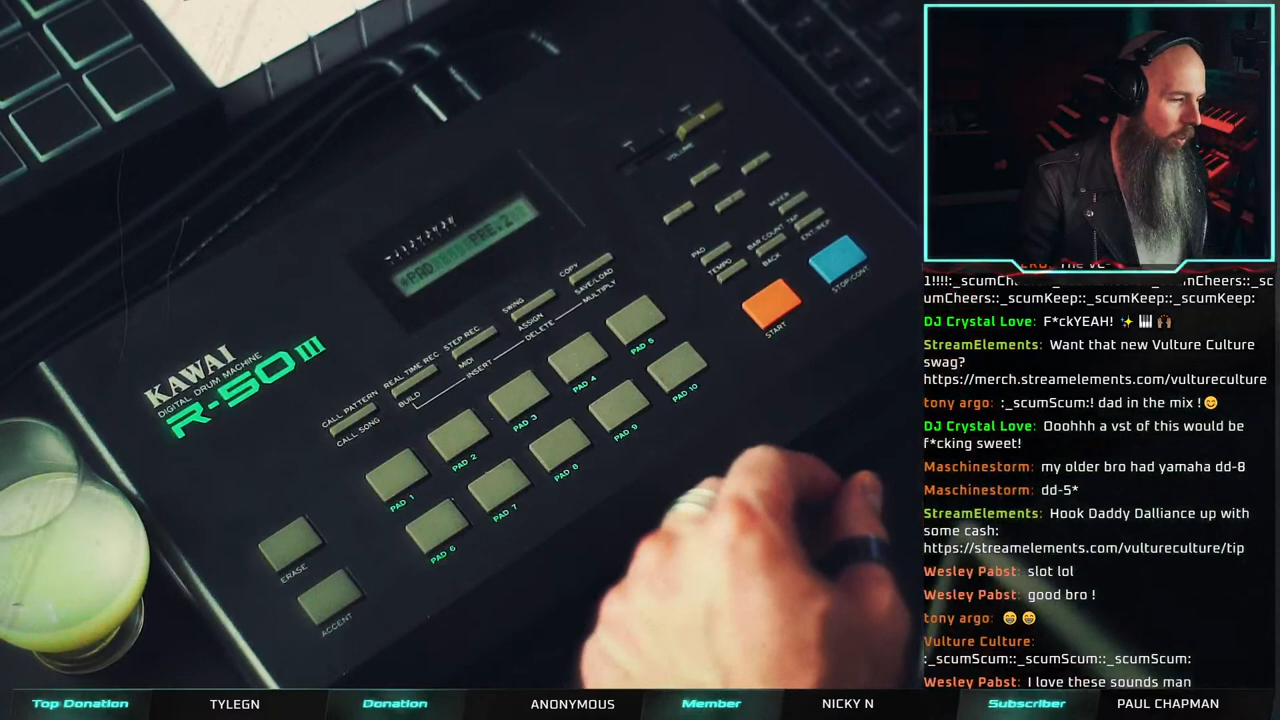 KAWAI
DIGITAL DRUM MACHINE
R-50III
*PAD PRE.2
VOLUME
MIXER
TAP
ENT/REP
PAD
BAR COUNT
TEMPO
BACK
START
STOP/CONT.
COPY
SAVE/LOAD
MULTIPLY
SWING
ASSIGN
DELETE
STEP REC
MIDI
INSERT
REAL TIME REC
BUILD
CALL PATTERN
CALL SONG
PAD 1
PAD 2
PAD 3
PAD 4
PAD 5
PAD 6
PAD 7
PAD 8
PAD 9
PAD 10
ERASE
ACCENT
1!!!!:_scumCh umCheers::_sc
umCheers::_scumKeep::_scumKeep::_scumKeep:
DJ Crystal Love: F*ckYEAH! ✨ 🎹 🙌🏽
StreamElements: Want that new Vulture Culture
swag?
https://merch.streamelements.com/vultureculture
tony argo: :_scumScum:! dad in the mix ! 😊
DJ Crystal Love: Ooohhh a vst of this would be
f*cking sweet!
Maschinestorm: my older bro had yamaha dd-8
Maschinestorm: dd-5*
StreamElements: Hook Daddy Dalliance up with
some cash:
https://streamelements.com/vultureculture/tip
Wesley Pabst: slot lol
Wesley Pabst: good bro !
tony argo: 😁 😁
Vulture Culture:
:_scumScum::_scumScum::_scumScum:
Wesley Pabst: I love these sounds man
Top Donation TYLEGN Donation ANONYMOUS Member NICKY N Subscriber PAUL CHAPMAN